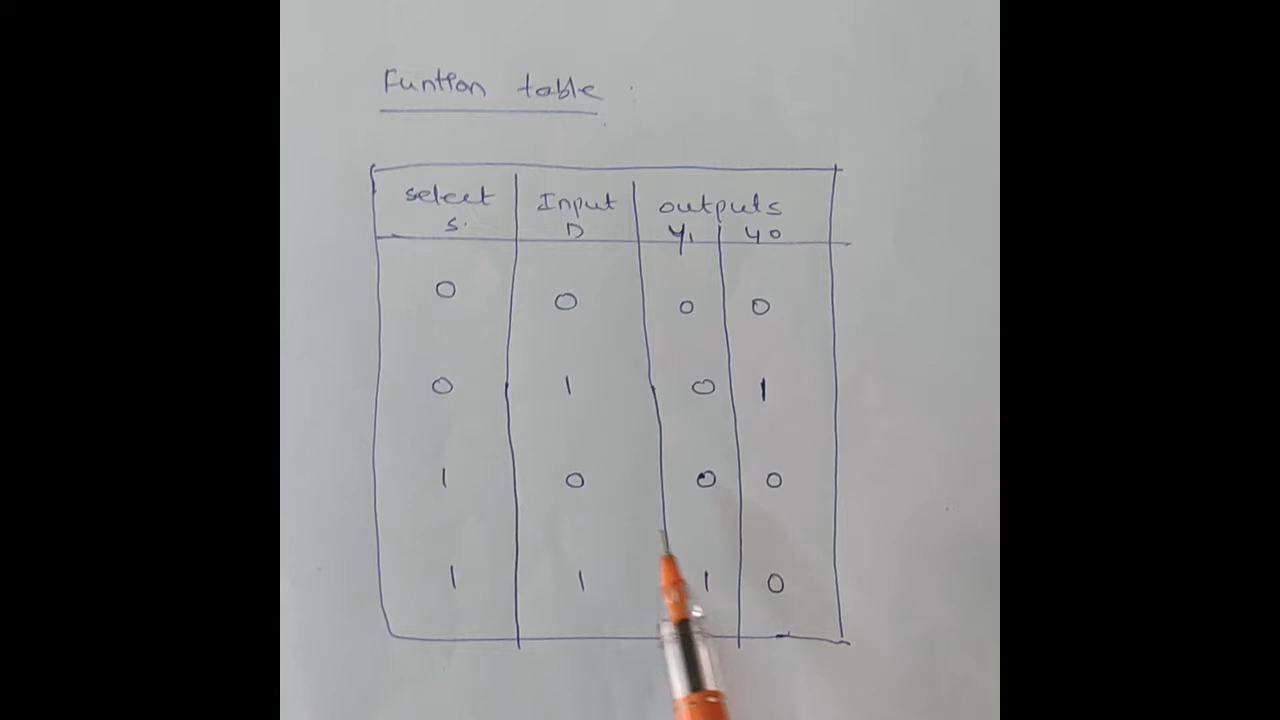 Funtion table
select Input outputs
S. D Y1 Y0
0 0 0 0
0 1 0 1
1 0 0 0
1 1 1 0